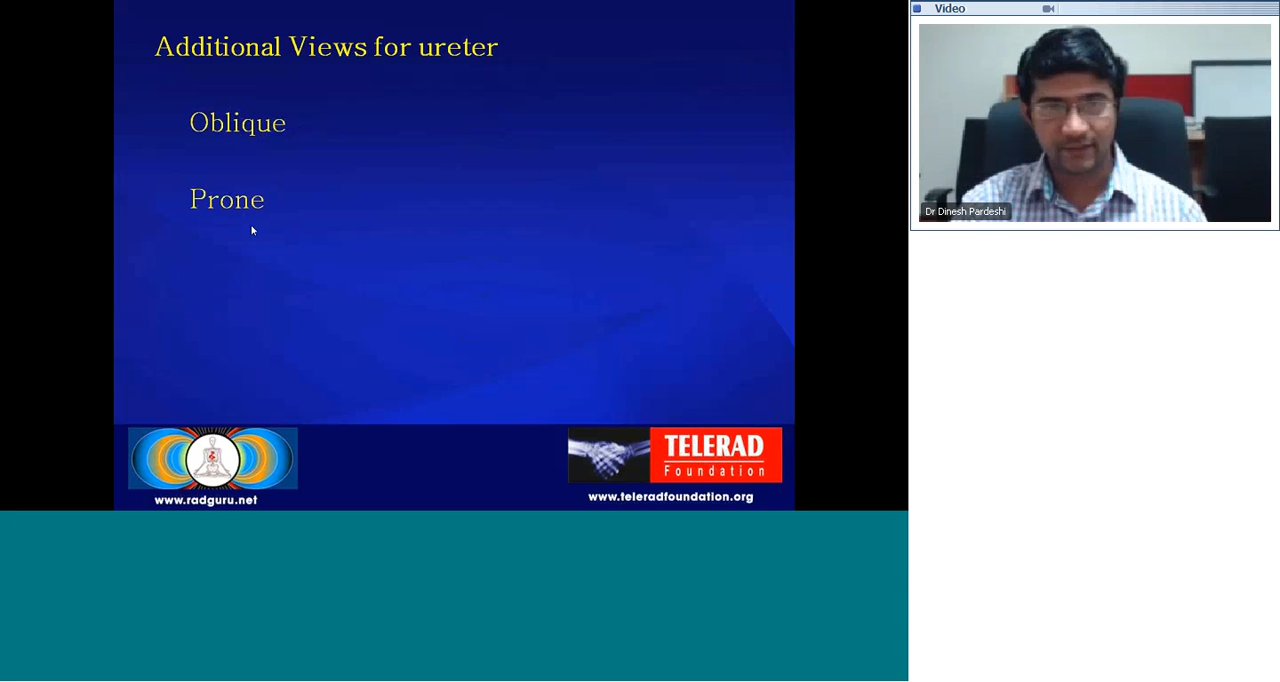 Additional Views for ureter
Oblique
Prone
www.radguru.net
TELERAD
Foundation
www.teleradfoundation.org
Video
Dr Dinesh Pardeshi